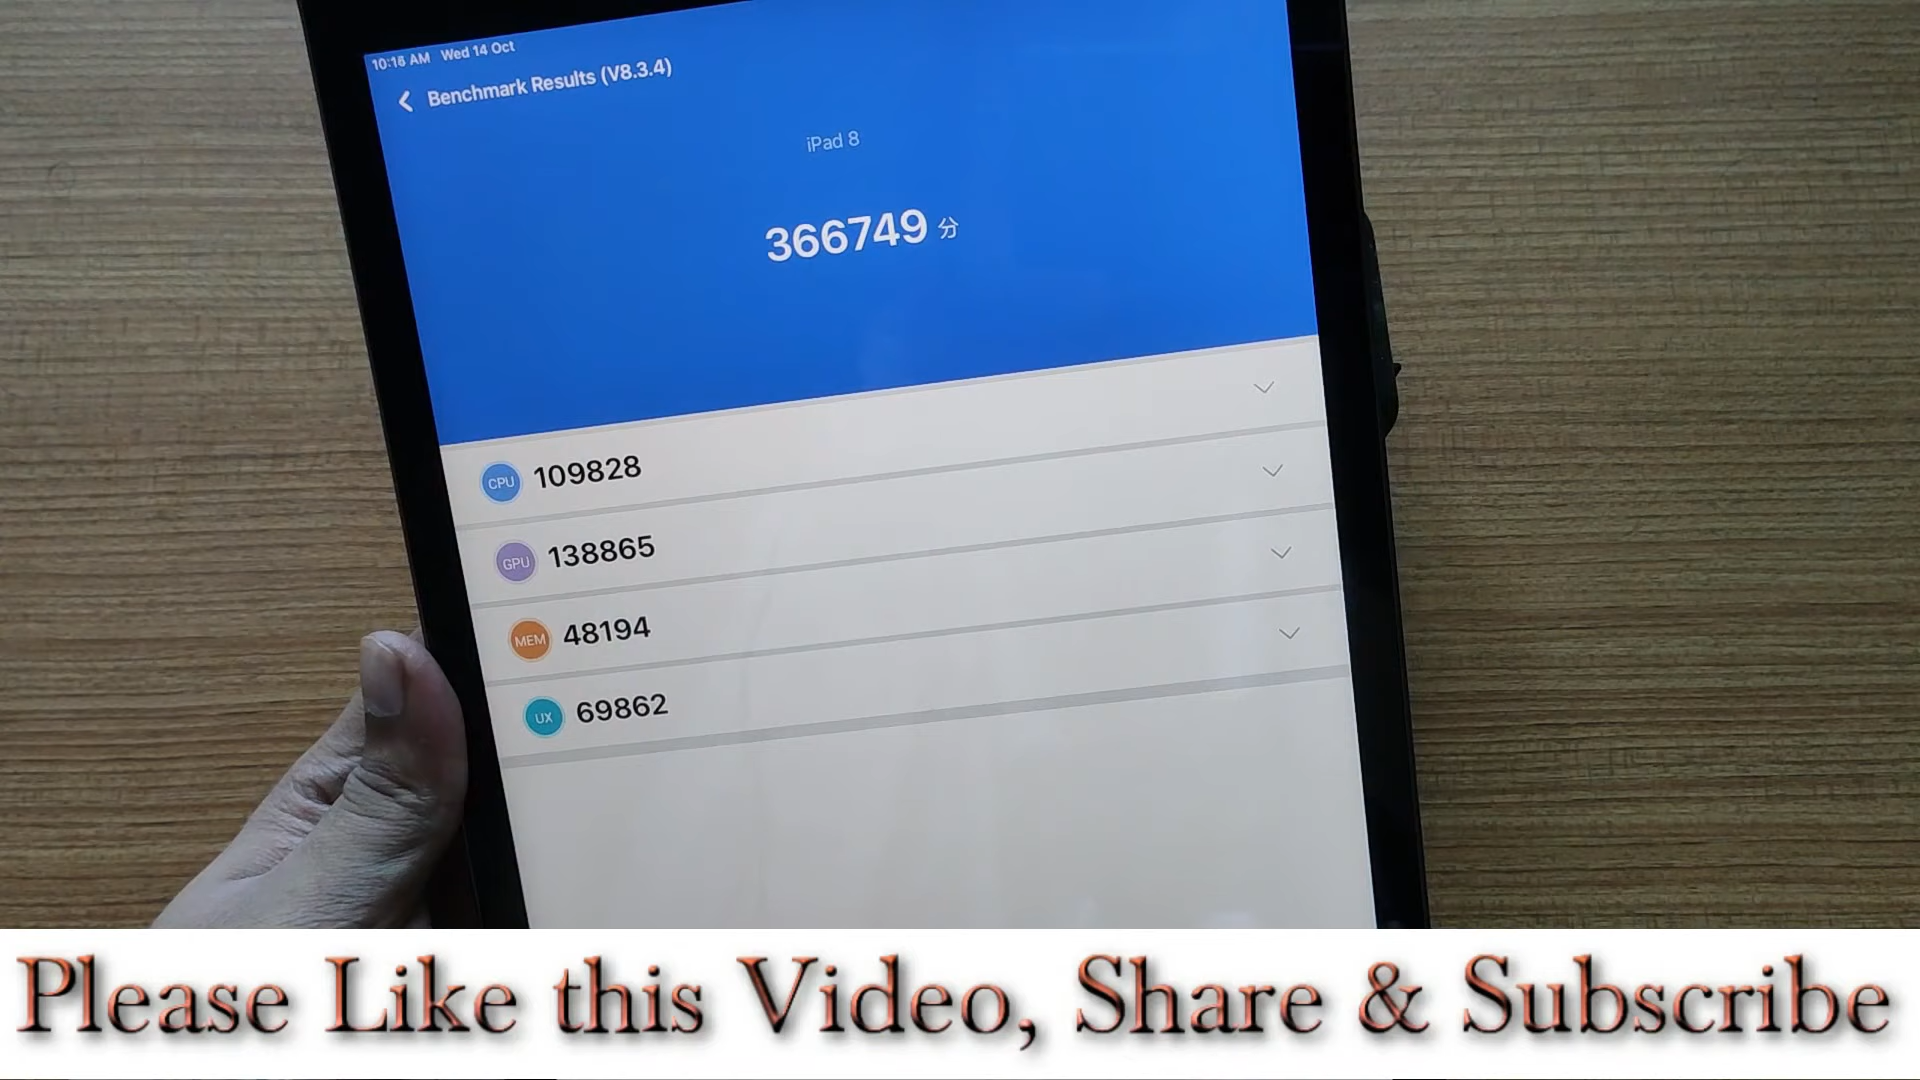 10:16 AM Wed 14 Oct
Benchmark Results (V8.3.4)
iPad 8
366749 分
CPU 109828
GPU 138865
MEM 48194
UX 69862
Please Like this Video, Share & Subscribe